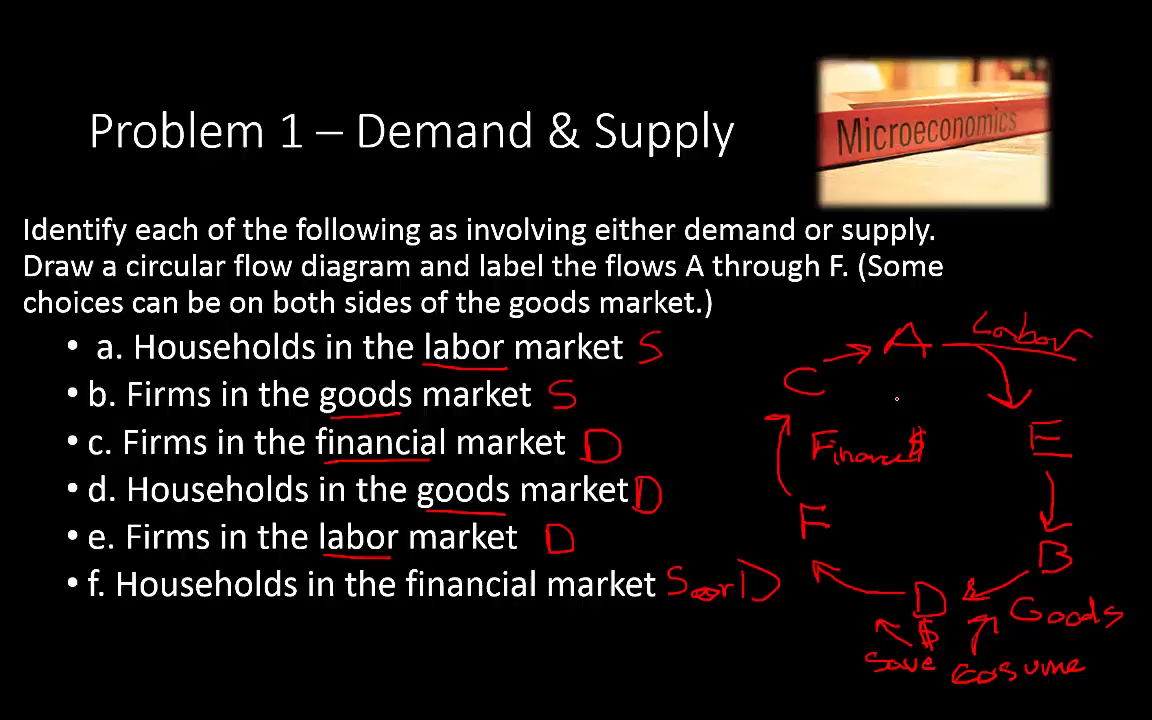 Microeconomics
Problem 1 – Demand & Supply
Identify each of the following as involving either demand or supply.
Draw a circular flow diagram and label the flows A through F. (Some
choices can be on both sides of the goods market.)
• a. Households in the labor market S
• b. Firms in the goods market S
• c. Firms in the financial market D
• d. Households in the goods market D
• e. Firms in the labor market D
• f. Households in the financial market S or D
A Labor
C
E
Finance $
F
B
D Goods
$
Save Cosume